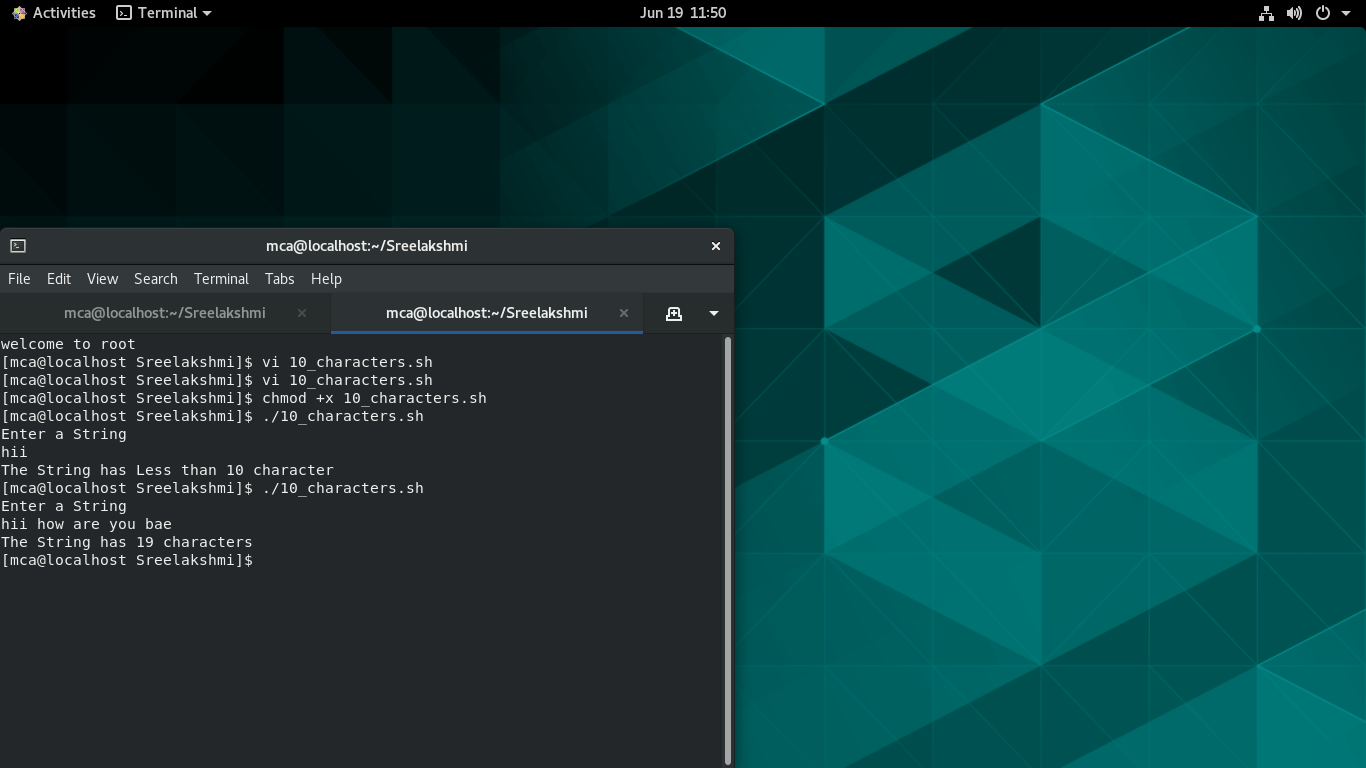 Activities Terminal Jun 19 11:50
mca@localhost:~/Sreelakshmi
File Edit View Search Terminal Tabs Help
mca@localhost:~/Sreelakshmi mca@localhost:~/Sreelakshmi
welcome to root
[mca@localhost Sreelakshmi]$ vi 10_characters.sh
[mca@localhost Sreelakshmi]$ vi 10_characters.sh
[mca@localhost Sreelakshmi]$ chmod +x 10_characters.sh
[mca@localhost Sreelakshmi]$ ./10_characters.sh
Enter a String
hii
The String has Less than 10 character
[mca@localhost Sreelakshmi]$ ./10_characters.sh
Enter a String
hii how are you bae
The String has 19 characters
[mca@localhost Sreelakshmi]$